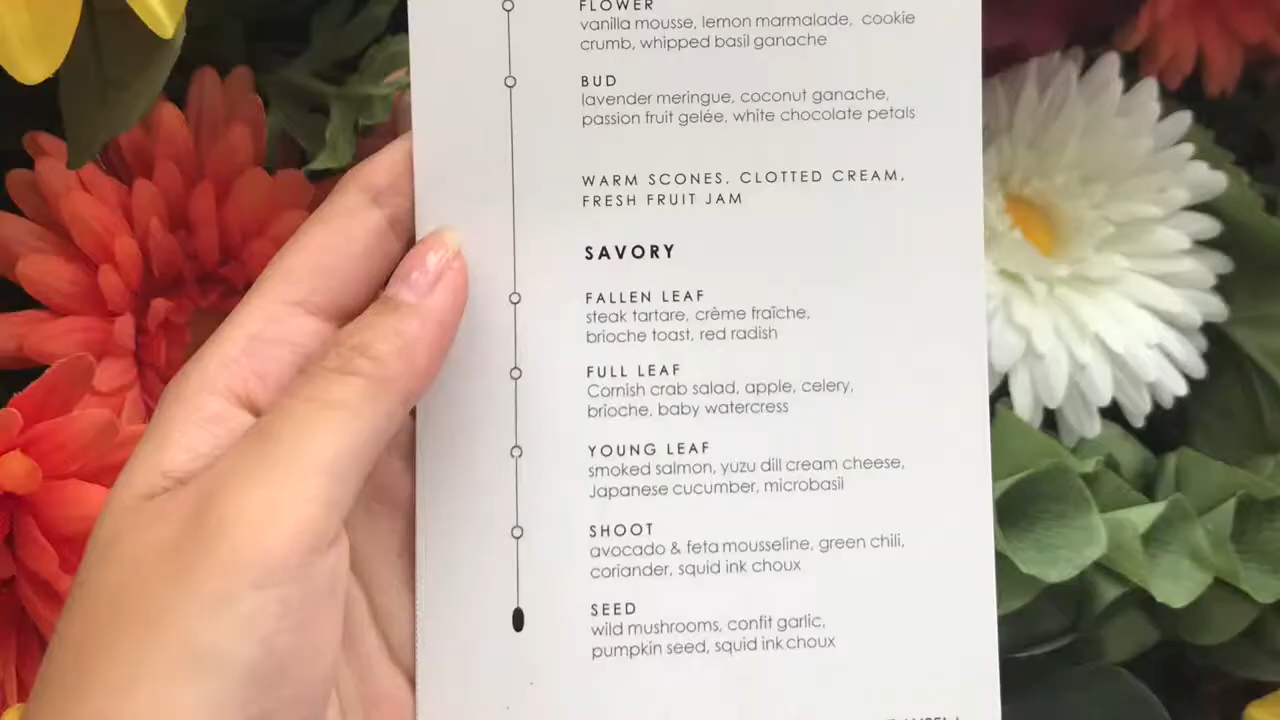 FLOWER
vanilla mousse, lemon marmalade, cookie
crumb, whipped basil ganache
BUD
lavender meringue, coconut ganache,
passion fruit gelée, white chocolate petals
WARM SCONES, CLOTTED CREAM,
FRESH FRUIT JAM
SAVORY
FALLEN LEAF
steak tartare, crème fraîche,
brioche toast, red radish
FULL LEAF
Cornish crab salad, apple, celery,
brioche, baby watercress
YOUNG LEAF
smoked salmon, yuzu dill cream cheese,
Japanese cucumber, microbasil
SHOOT
avocado & feta mousseline, green chili,
coriander, squid ink choux
SEED
wild mushrooms, confit garlic,
pumpkin seed, squid ink choux